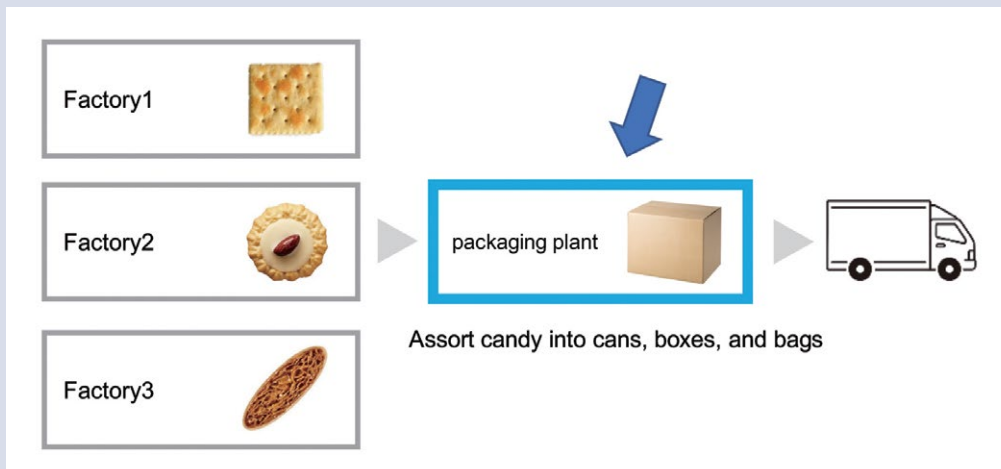 Factory1
Factory2
packaging plant
Assort candy into cans, boxes, and bags
Factory3